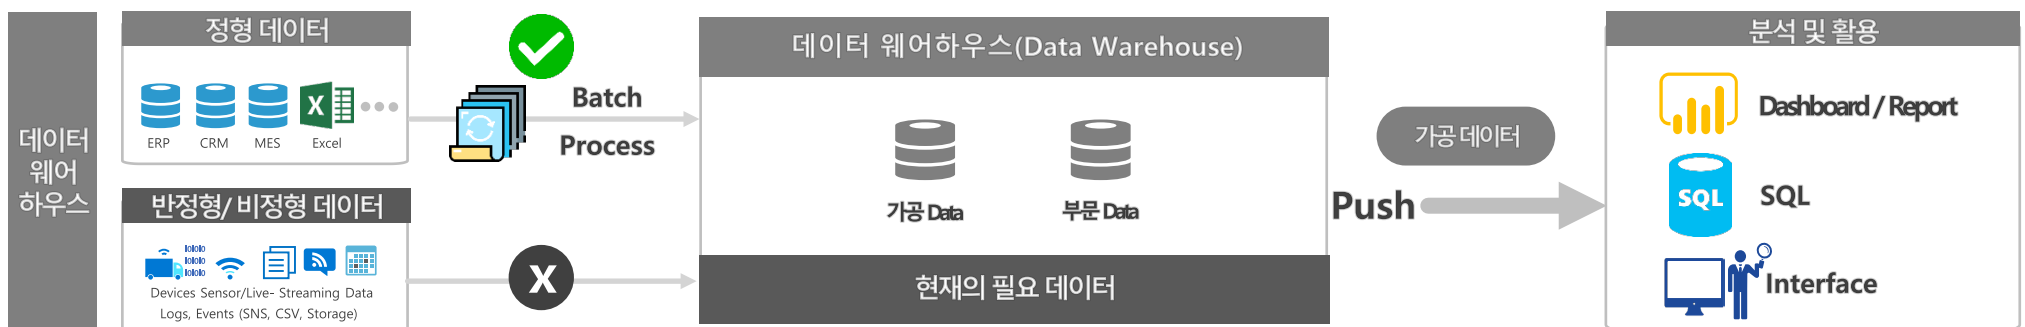 데이터
웨어
하우스
정형 데이터
ERP
CRM
MES
X
Excel
Batch
Process
반정형/ 비정형 데이터
Devices Sensor/Live- Streaming Data
Logs, Events (SNS, CSV, Storage)
X
데이터 웨어하우스(Data Warehouse)
가공 Data
부문 Data
현재의 필요 데이터
가공 데이터
Push
분석 및 활용
Dashboard / Report
SQL
SQL
Interface